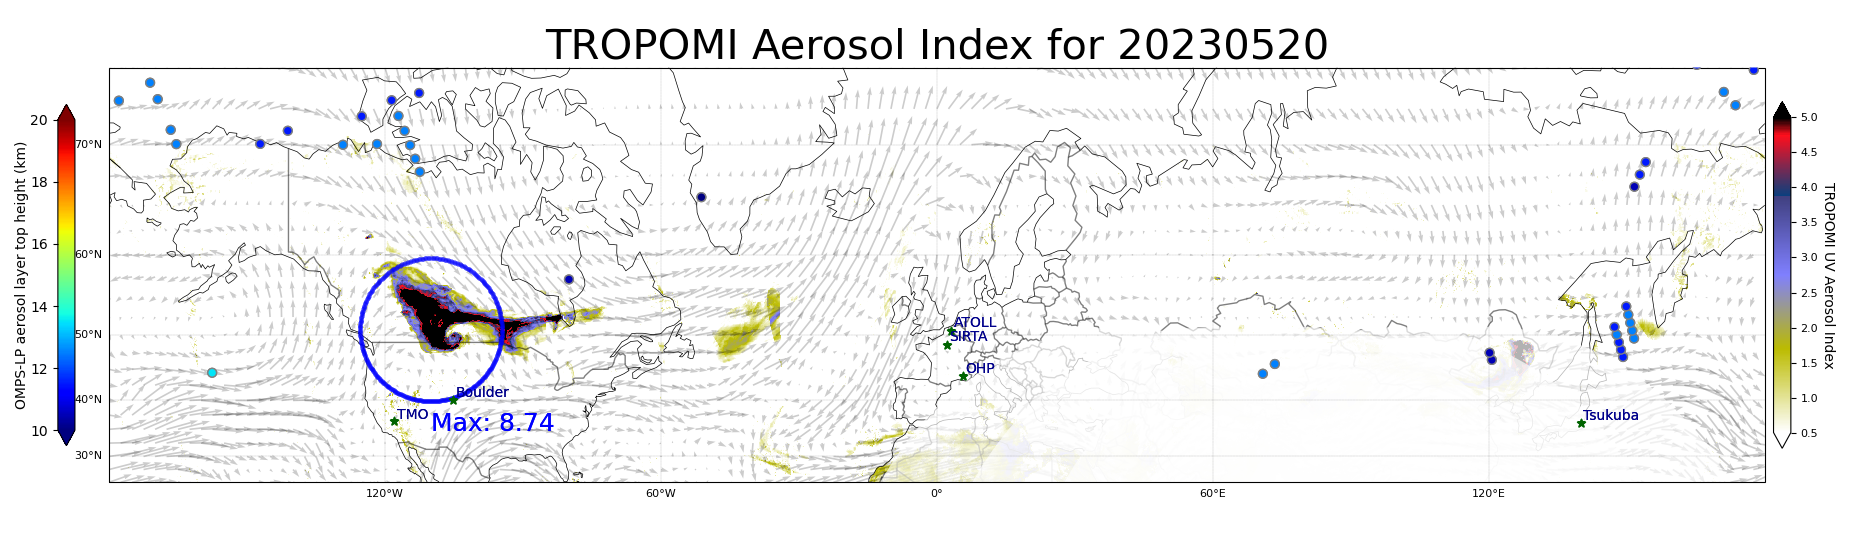 TROPOMI Aerosol Index for 20230520
OMPS-LP aerosol layer top height (km)
20
18
16
14
12
10
70°N
60°N
50°N
40°N
30°N
120°W
60°W
0°
60°E
120°E
ATOLL
SIRTA
OHP
Boulder
TMO
Max: 8.74
Tsukuba
5.0
4.5
4.0
3.5
3.0
2.5
2.0
1.5
1.0
0.5
TROPOMI UV Aerosol Index